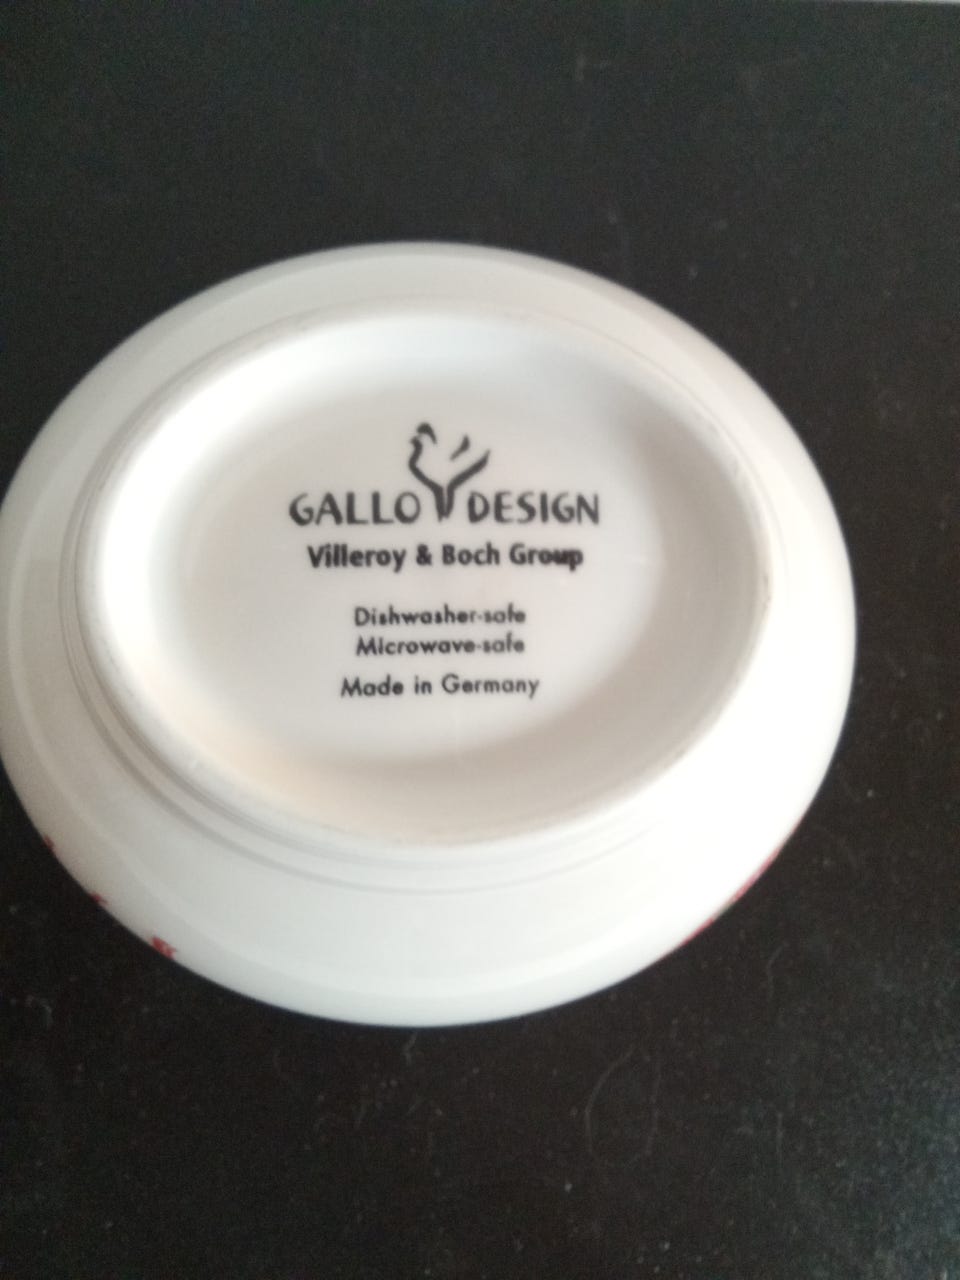 GALLO DESIGN
Villeroy & Boch Group
Dishwasher-safe
Microwave-safe
Made in Germany